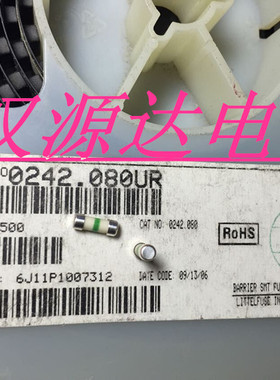 汉源达电
0242.080UR
500
CAT NO: 0242.080
RoHS
6J11P1007312
DATE CODE: 09/13/06
BARRIER SMT FU
LITTELFUSE IN